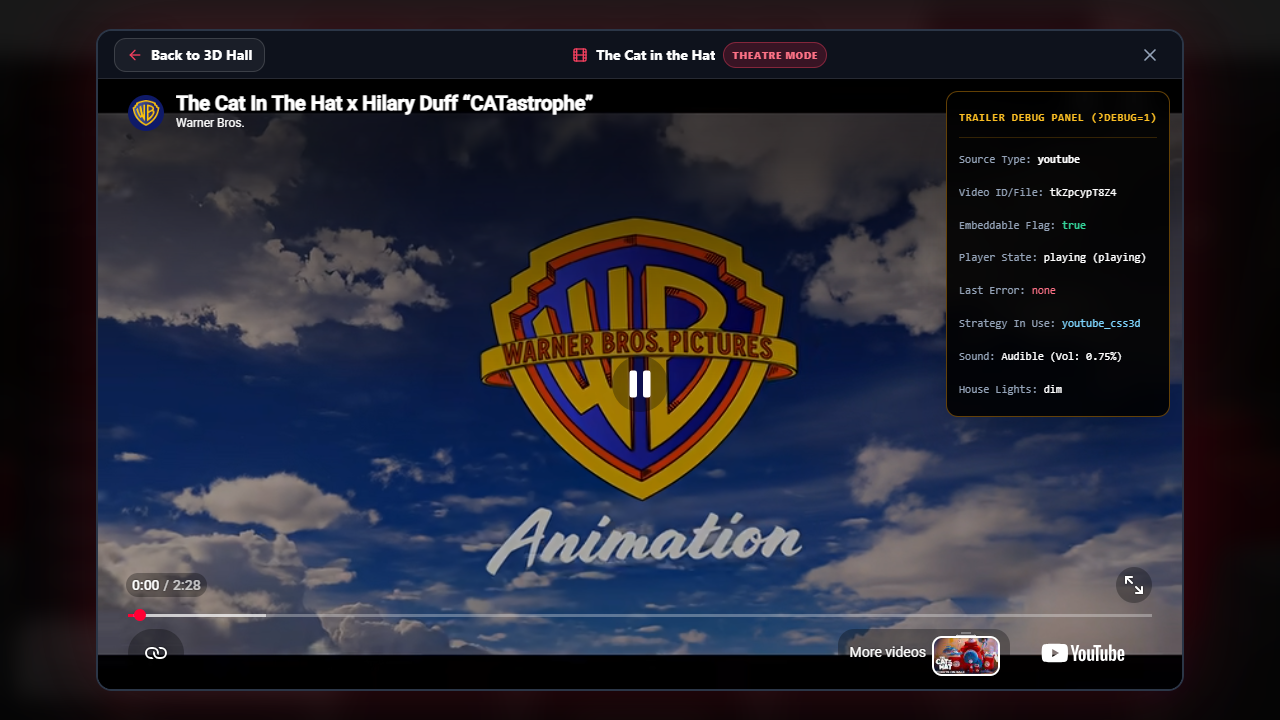 Back to 3D Hall
The Cat in the Hat
THEATRE MODE
The Cat In The Hat x Hilary Duff “CATastrophe”
Warner Bros.
TRAILER DEBUG PANEL (?DEBUG=1)
Source Type: youtube
Video ID/File: tkZpcypT8Z4
Embeddable Flag: true
Player State: playing (playing)
Last Error: none
Strategy In Use: youtube_css3d
Sound: Audible (Vol: 0.75%)
House Lights: dim
WB
WARNER BROS. PICTURES
Animation
0:00 / 2:28
More videos
YouTube